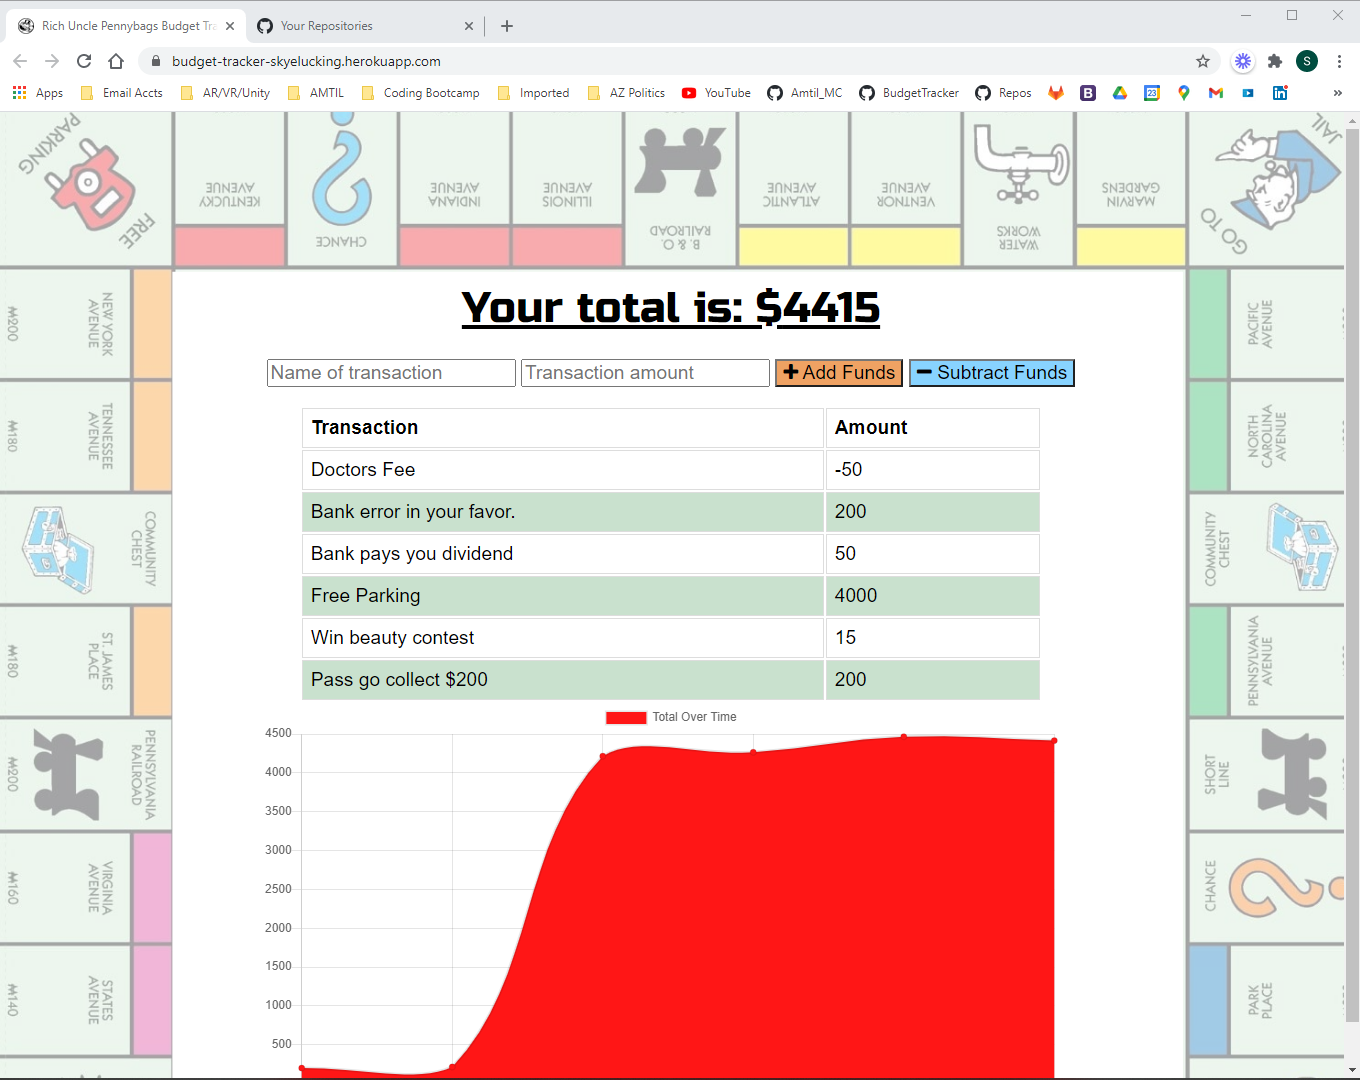 Rich Uncle Pennybags Budget Tra
Your Repositories
budget-tracker-skyelucking.herokuapp.com
S
Apps
Email Accts
AR/VR/Unity
AMTIL
Coding Bootcamp
Imported
AZ Politics
YouTube
Amtil_MC
BudgetTracker
Repos
B
23
»
FREE
PARKING
KENTUCKY
AVENUE
CHANCE
INDIANA
AVENUE
ILLINOIS
AVENUE
B. & O.
RAILROAD
ATLANTIC
AVENUE
VENTNOR
AVENUE
WATER
WORKS
MARVIN
GARDENS
GO TO
JAIL
NEW YORK
AVENUE
M200
TENNESSEE
AVENUE
M180
COMMUNITY
CHEST
ST. JAMES
PLACE
M180
PENNSYLVANIA
RAILROAD
M200
VIRGINIA
AVENUE
M160
STATES
AVENUE
M140
Your total is: $4415
Name of transaction
Transaction amount
Add Funds
Subtract Funds
Transaction Amount
Doctors Fee -50
Bank error in your favor. 200
Bank pays you dividend 50
Free Parking 4000
Win beauty contest 15
Pass go collect $200 200
Total Over Time
4500
4000
3500
3000
2500
2000
1500
1000
500
PACIFIC
AVENUE
NORTH
CAROLINA
AVENUE
COMMUNITY
CHEST
PENNSYLVANIA
AVENUE
SHORT
LINE
CHANCE
PARK
PLACE